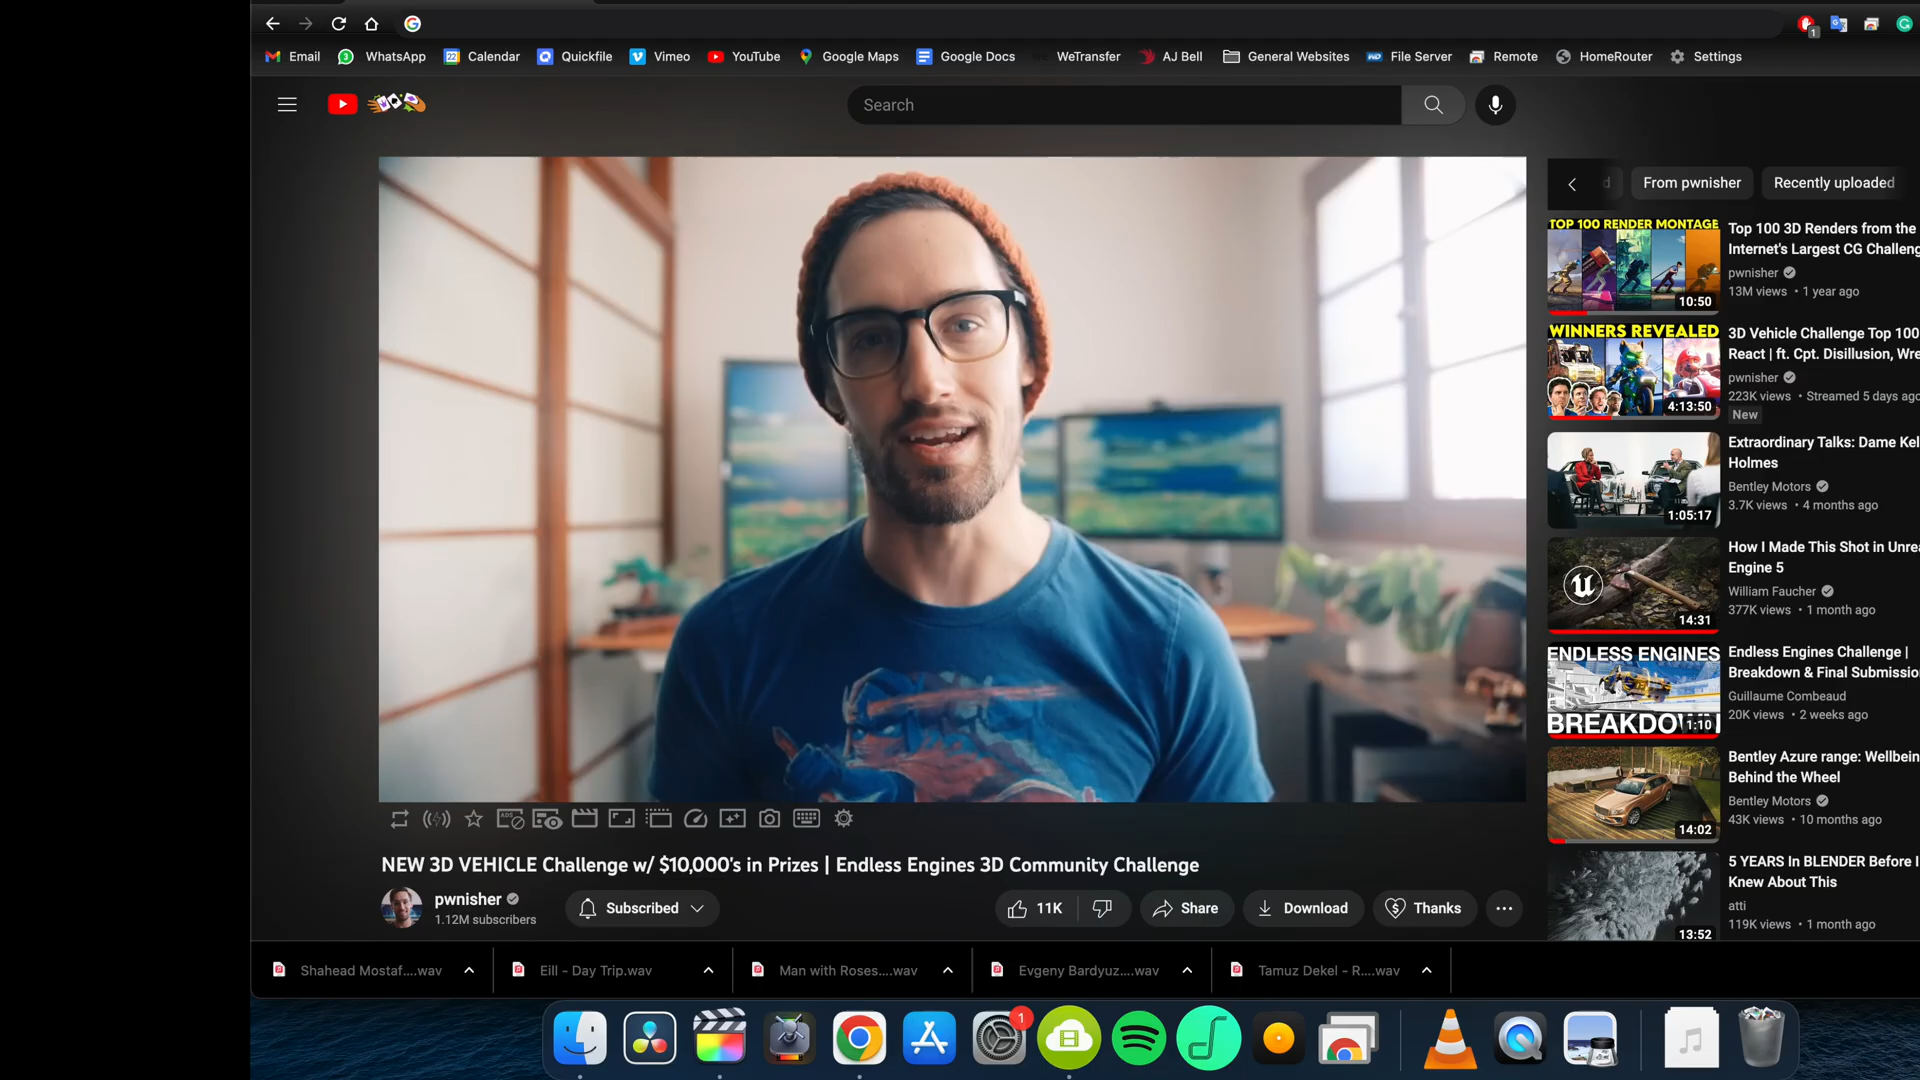 1
Email
3
WhatsApp
22
Calendar
Quickfile
Vimeo
YouTube
Google Maps
Google Docs
WeTransfer
AJ Bell
General Websites
File Server
Remote
HomeRouter
Settings
Search
d
From pwnisher
Recently uploaded
TOP 100 RENDER MONTAGE
10:50
Top 100 3D Renders from the
Internet's Largest CG Challeng
pwnisher
13M views • 1 year ago
WINNERS REVEALED
4:13:50
3D Vehicle Challenge Top 100
React | ft. Cpt. Disillusion, Wre
pwnisher
223K views • Streamed 5 days ago
New
1:05:17
Extraordinary Talks: Dame Kel
Holmes
Bentley Motors
3.7K views • 4 months ago
14:31
How I Made This Shot in Unrea
Engine 5
William Faucher
377K views • 1 month ago
ENDLESS ENGINES
BREAKDOWN
1:10
Endless Engines Challenge |
Breakdown & Final Submissio
Guillaume Combeaud
20K views • 2 weeks ago
14:02
Bentley Azure range: Wellbein
Behind the Wheel
Bentley Motors
43K views • 10 months ago
13:52
5 YEARS In BLENDER Before I
Knew About This
atti
119K views • 1 month ago
ADS
NEW 3D VEHICLE Challenge w/ $10,000's in Prizes | Endless Engines 3D Community Challenge
pwnisher
1.12M subscribers
Subscribed
11K
Share
Download
Thanks
Shahead Mostaf....wav
Eill - Day Trip.wav
Man with Roses....wav
Evgeny Bardyuz....wav
Tamuz Dekel - R....wav
1